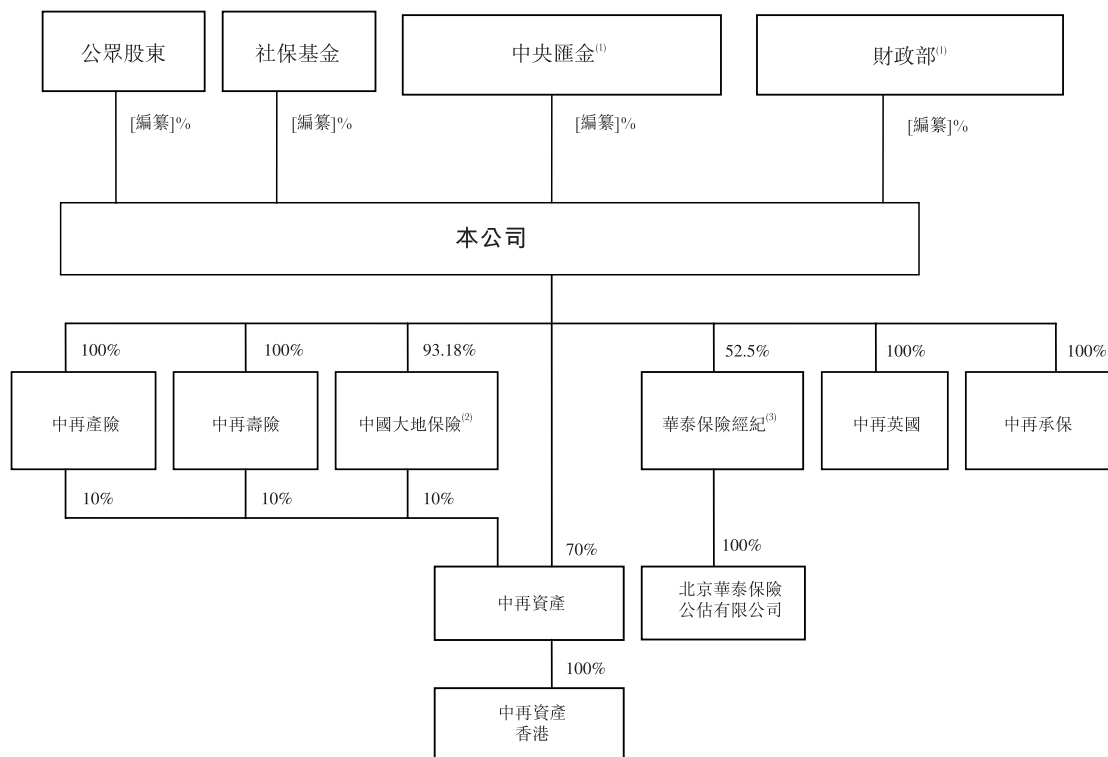 公眾股東
社保基金
中央匯金(1)
財政部(1)
[編纂]%
[編纂]%
[編纂]%
[編纂]%
本公司
100%
100%
93.18%
52.5%
100%
100%
中再產險
中再壽險
中國大地保險(2)
華泰保險經紀(3)
中再英國
中再承保
10%
10%
10%
70%
100%
中再資產
北京華泰保險
公估有限公司
100%
中再資產
香港